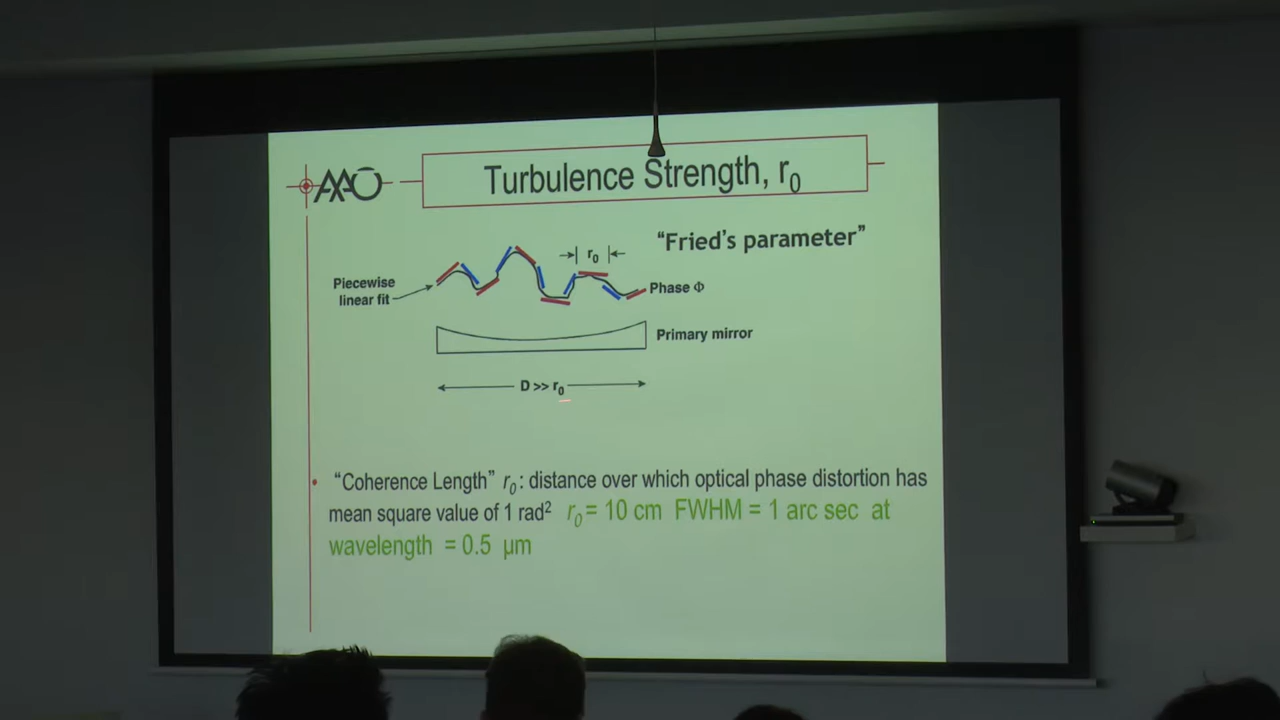 AAO
Turbulence Strength, r0
"Fried's parameter"
r0
Piecewise
linear fit
Phase Φ
Primary mirror
D >> r0
• "Coherence Length" r0: distance over which optical phase distortion has
mean square value of 1 rad² r0 = 10 cm FWHM = 1 arc sec at
wavelength = 0.5 µm